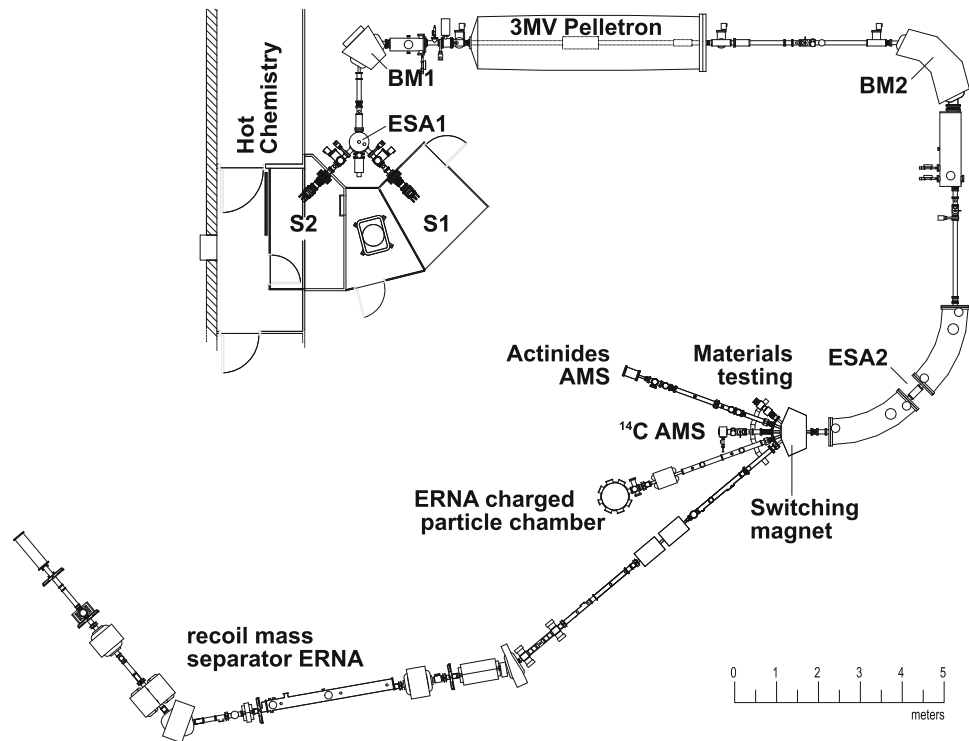 3MV Pelletron
BM1
BM2
Hot
Chemistry
ESA1
S2
S1
Actinides
AMS
Materials
testing
ESA2
¹⁴C AMS
ERNA charged
particle chamber
Switching
magnet
recoil mass
separator ERNA
0 1 2 3 4 5
meters